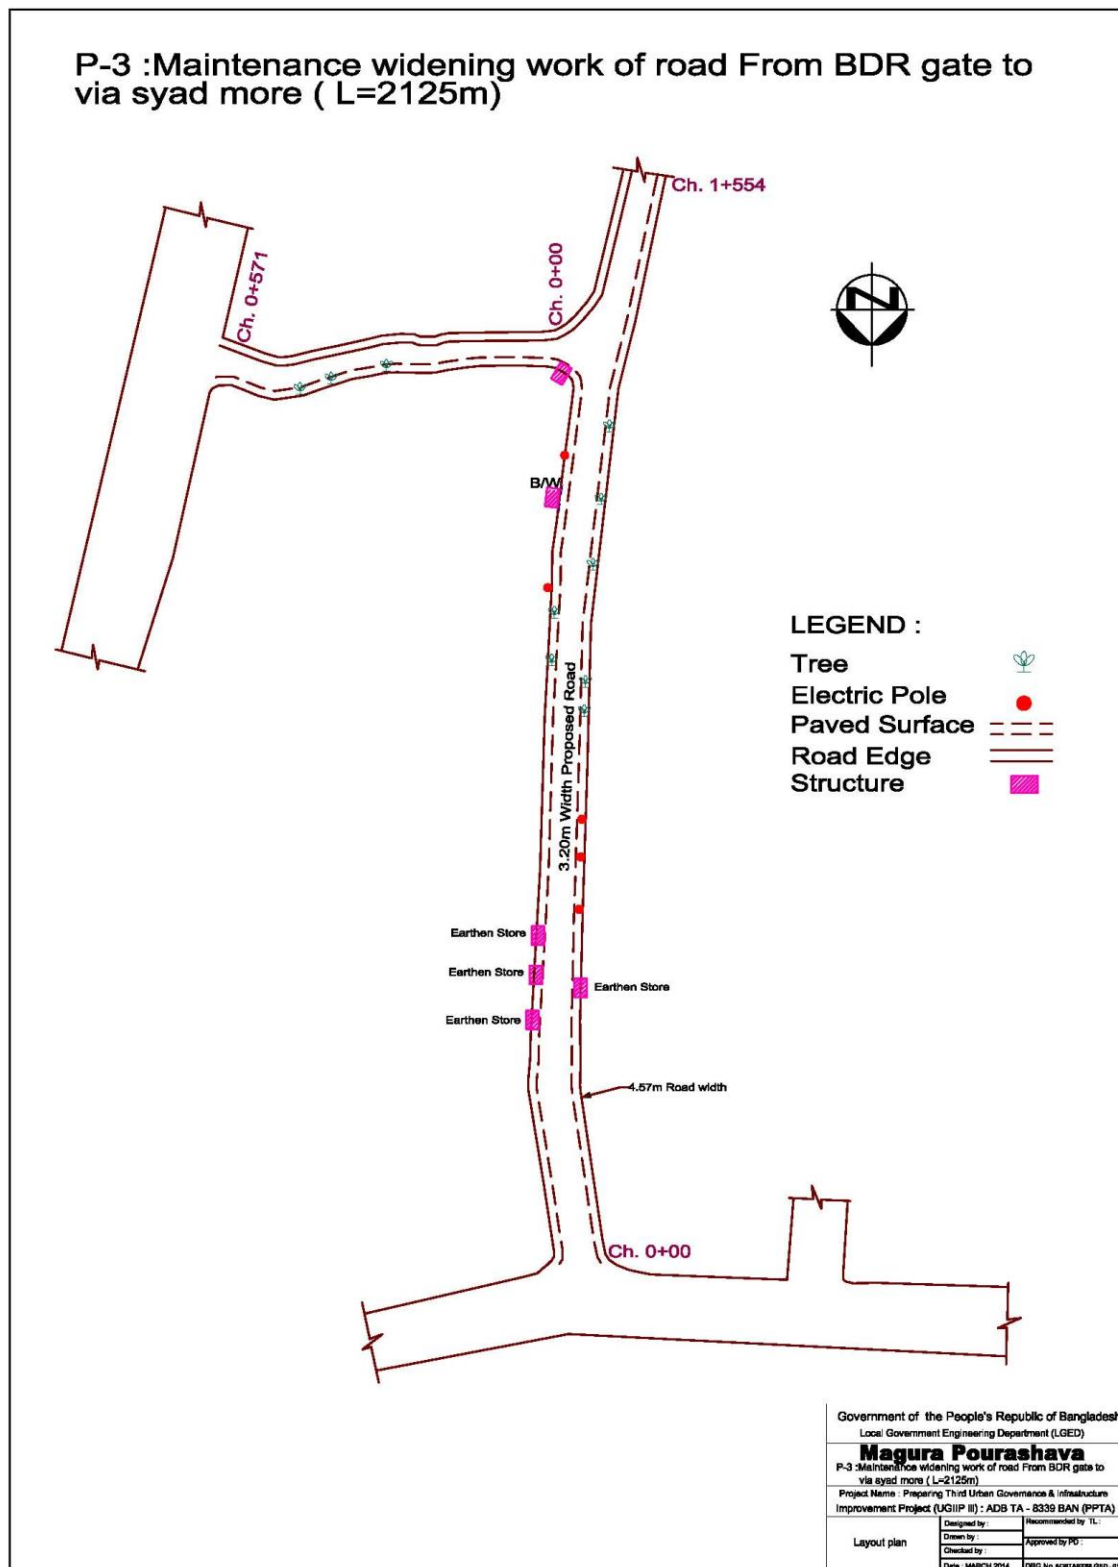 P-3 :Maintenance widening work of road From BDR gate to
via syad more ( L=2125m)
Ch. 1+554
Ch. 0+571
Ch. 0+00
N
B/W
LEGEND :
Tree
Electric Pole
Paved Surface
Road Edge
Structure
3.20m Width Proposed Road
Earthen Store
Earthen Store
Earthen Store
Earthen Store
4.57m Road width
Ch. 0+00
Government of the People's Republic of Bangladesh
Local Government Engineering Department (LGED)
Magura Pourashava
P-3 :Maintenance widening work of road From BDR gate to
via syad more ( L=2125m)
Project Name : Preparing Third Urban Governance & Infrastructure
Improvement Project (UGIIP III) : ADB TA - 8339 BAN (PPTA)
Layout plan
Designed by :
Recommended by TL :
Drawn by :
Approved by PD :
Checked by :
Date : MARCH 2014
DRG No